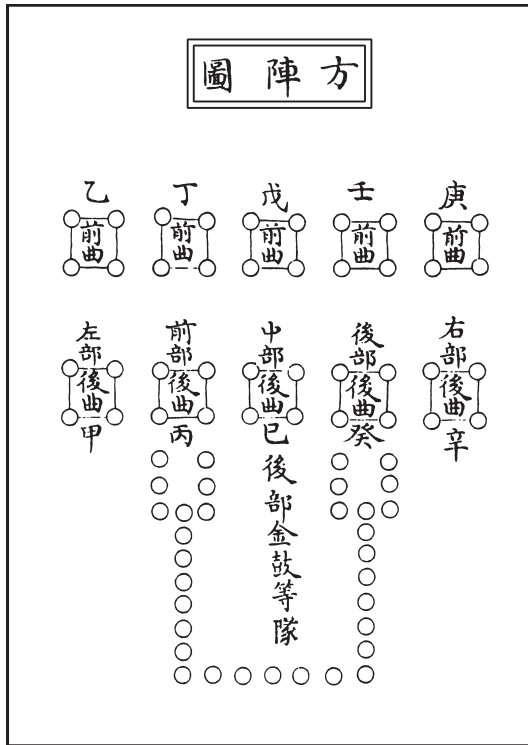 方陣圖
庚
前曲
右部
後曲
辛
壬
前曲
後部
後曲
癸
戊
前曲
中部
後曲
已
後部金鼓等隊
丁
前曲
前部
後曲
丙
乙
前曲
左部
後曲
甲